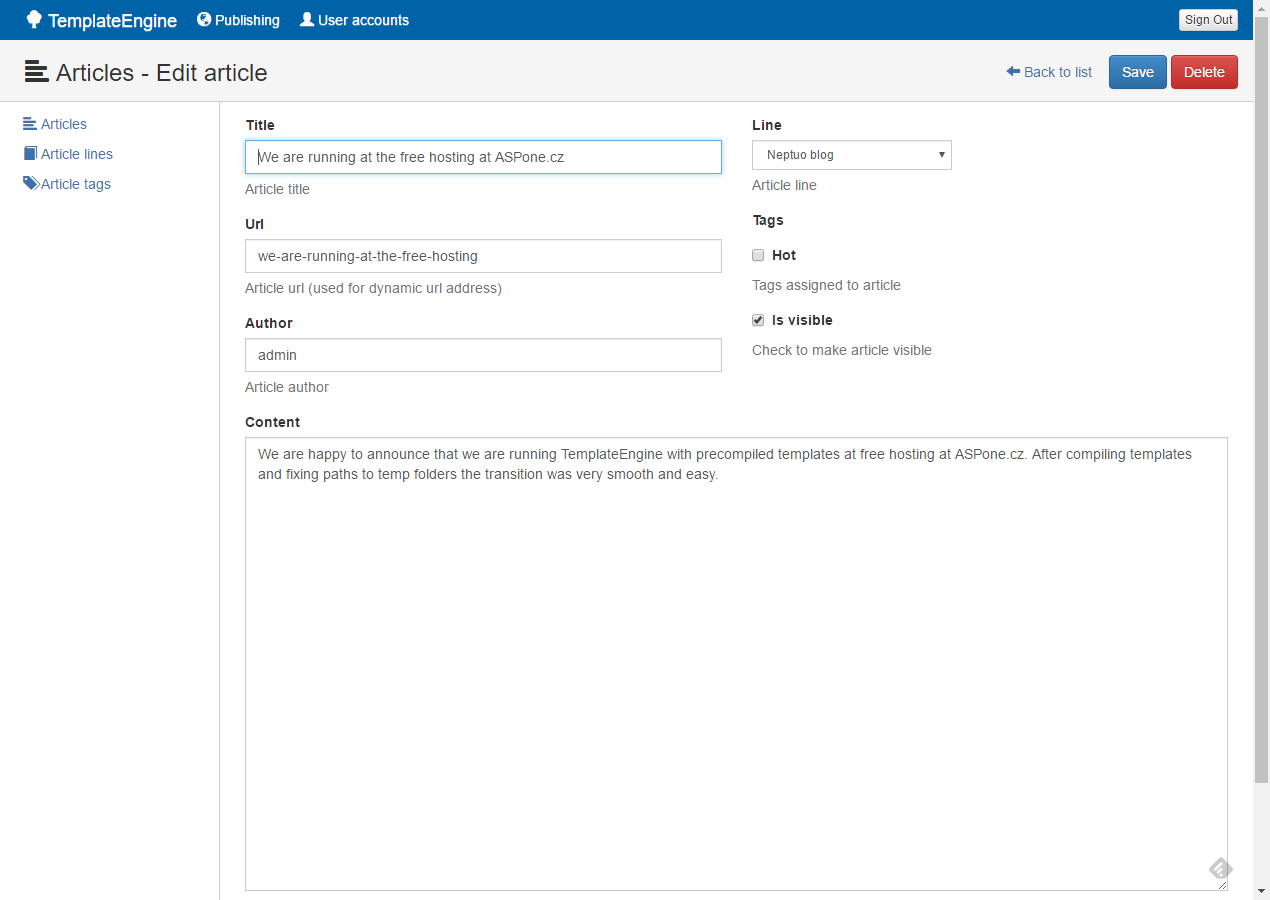 TemplateEngine Publishing User accounts Sign Out
Articles - Edit article Back to list Save Delete
Articles
Article lines
Article tags
Title
We are running at the free hosting at ASPone.cz
Article title
Url
we-are-running-at-the-free-hosting
Article url (used for dynamic url address)
Author
admin
Article author
Line
Neptuo blog
Article line
Tags
Hot
Tags assigned to article
Is visible
Check to make article visible
Content
We are happy to announce that we are running TemplateEngine with precompiled templates at free hosting at ASPone.cz. After compiling templates
and fixing paths to temp folders the transition was very smooth and easy.